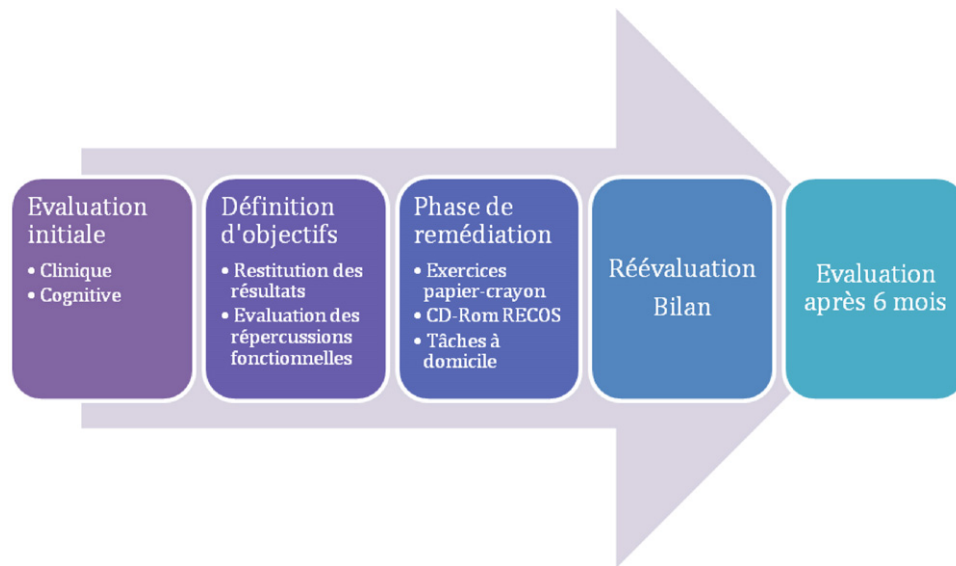 Evaluation
initiale
• Clinique
• Cognitive
Définition
d'objectifs
• Restitution des
résultats
• Evaluation des
répercussions
fonctionnelles
Phase de
remédiation
• Exercices
papier-crayon
• CD-Rom RECOS
• Tâches à
domicile
Réévaluation
Bilan
Evaluation
après 6 mois